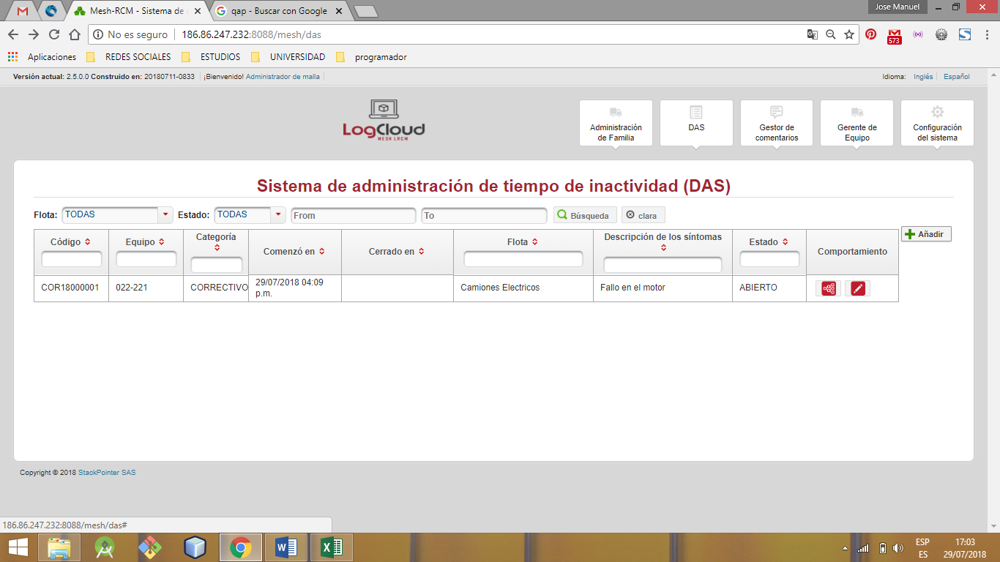 Jose Manuel
Mesh-RCM - Sistema de
qap - Buscar con Google
No es seguro | 186.86.247.232:8088/mesh/das
573
Aplicaciones REDES SOCIALES ESTUDIOS UNIVERSIDAD programador
Versión actual: 2.5.0.0 Construido en: 20180711-0833 ¡Bienvenido! Administrador de malla
Idioma: Inglés Español
LogCloud
MESH LRCM
Administración
de Familia
DAS
Gestor de
comentarios
Gerente de
Equipo
Configuración
del sistema
Sistema de administración de tiempo de inactividad (DAS)
Flota: TODAS Estado: TODAS From To Búsqueda clara
Añadir
Código Equipo Categoría Comenzó en Cerrado en Flota Descripción de los síntomas Estado Comportamiento
COR18000001 022-221 CORRECTIVO 29/07/2018 04:09
p.m.
Camiones Electricos Fallo en el motor ABIERTO
Copyright © 2018 StackPointer SAS
186.86.247.232:8088/mesh/das#
ESP
ES
17:03
29/07/2018